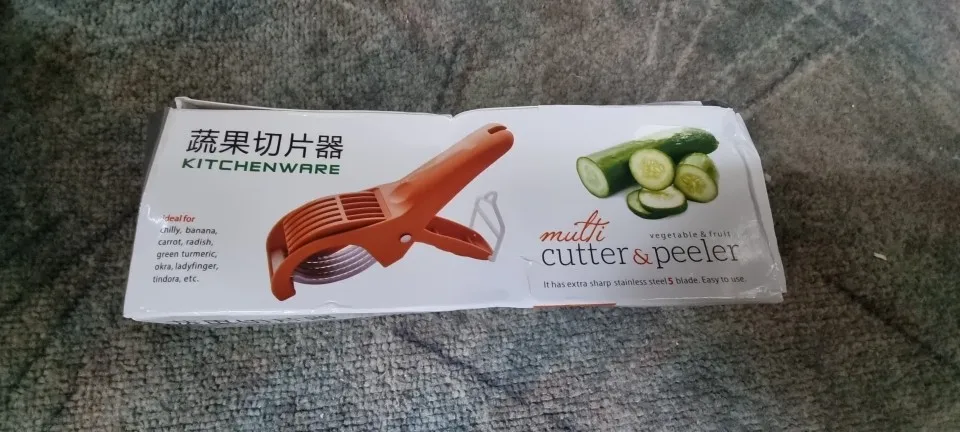 蔬果切片器
KITCHENWARE
ideal for
chilly, banana,
carrot, radish,
green turmeric,
okra, ladyfinger,
tindora, etc.
multi
vegetable & fruit
cutter & peeler
It has extra sharp stainless steel 5 blade. Easy to use.